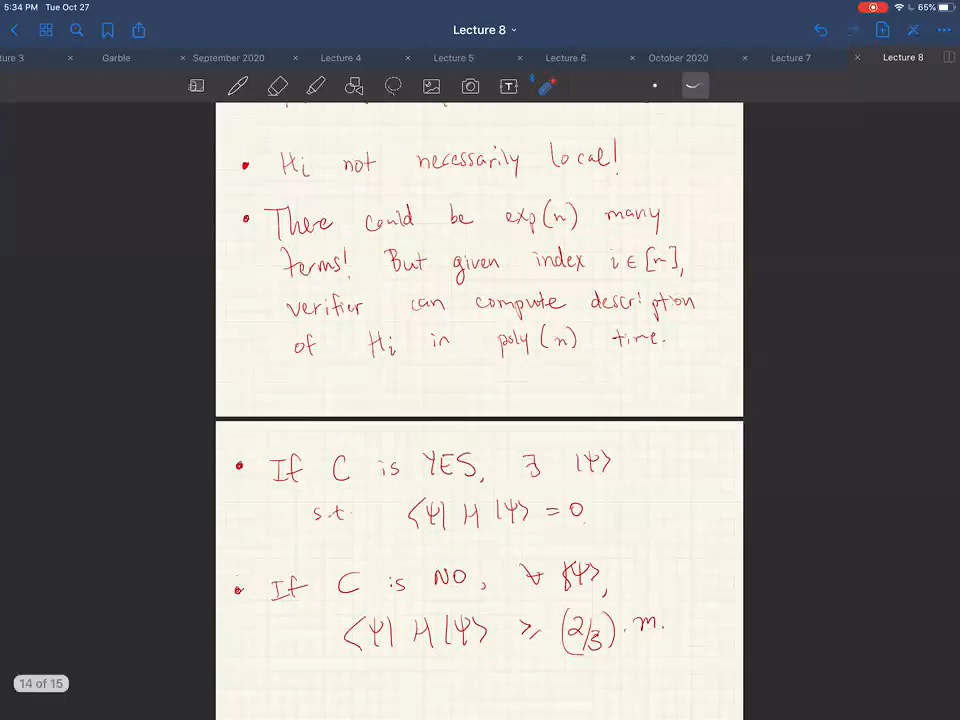 5:34 PM Tue Oct 27
65%
Lecture 8
ure 3
Garble
September 2020
Lecture 4
Lecture 5
Lecture 6
October 2020
Lecture 7
Lecture 8
• Hi not necessarily local!
• There could be exp(n) many
terms! But given index i ∈ [m],
verifier can compute description
of Hi in poly(n) time.
• If C is YES, ∃ |Ψ⟩
s.t. ⟨Ψ| H |Ψ⟩ = 0.
• If C is NO, ∀ |Ψ⟩,
⟨Ψ| H |Ψ⟩ ≥ (2/3) · m.
14 of 15